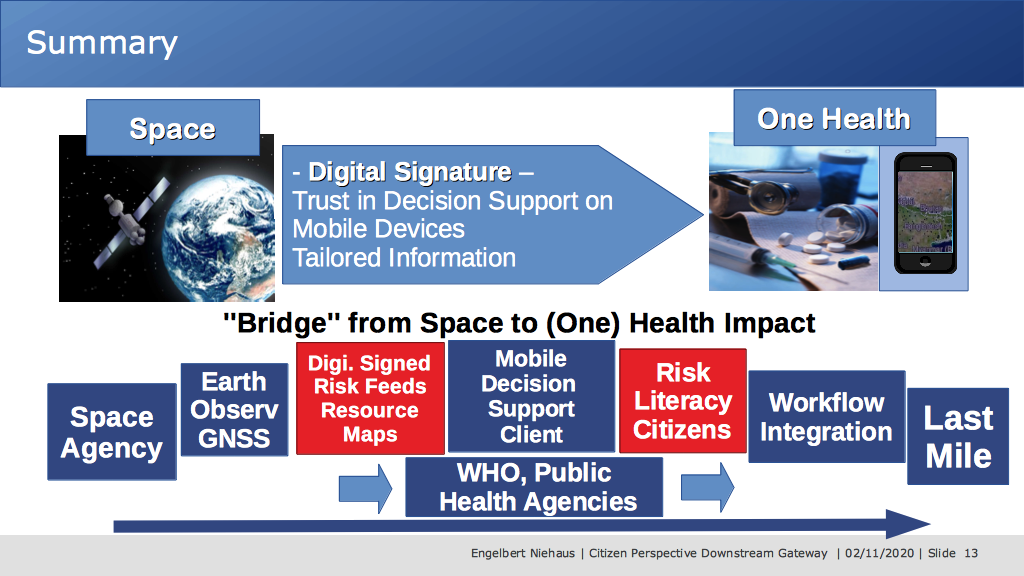 Summary
Space
One Health
- Digital Signature –
Trust in Decision Support on
Mobile Devices
Tailored Information
"Bridge" from Space to (One) Health Impact
Space
Agency
Earth
Observ
GNSS
Digi. Signed
Risk Feeds
Resource
Maps
Mobile
Decision
Support
Client
Risk
Literacy
Citizens
Workflow
Integration
Last
Mile
WHO, Public
Health Agencies
Engelbert Niehaus | Citizen Perspective Downstream Gateway | 02/11/2020 | Slide 13